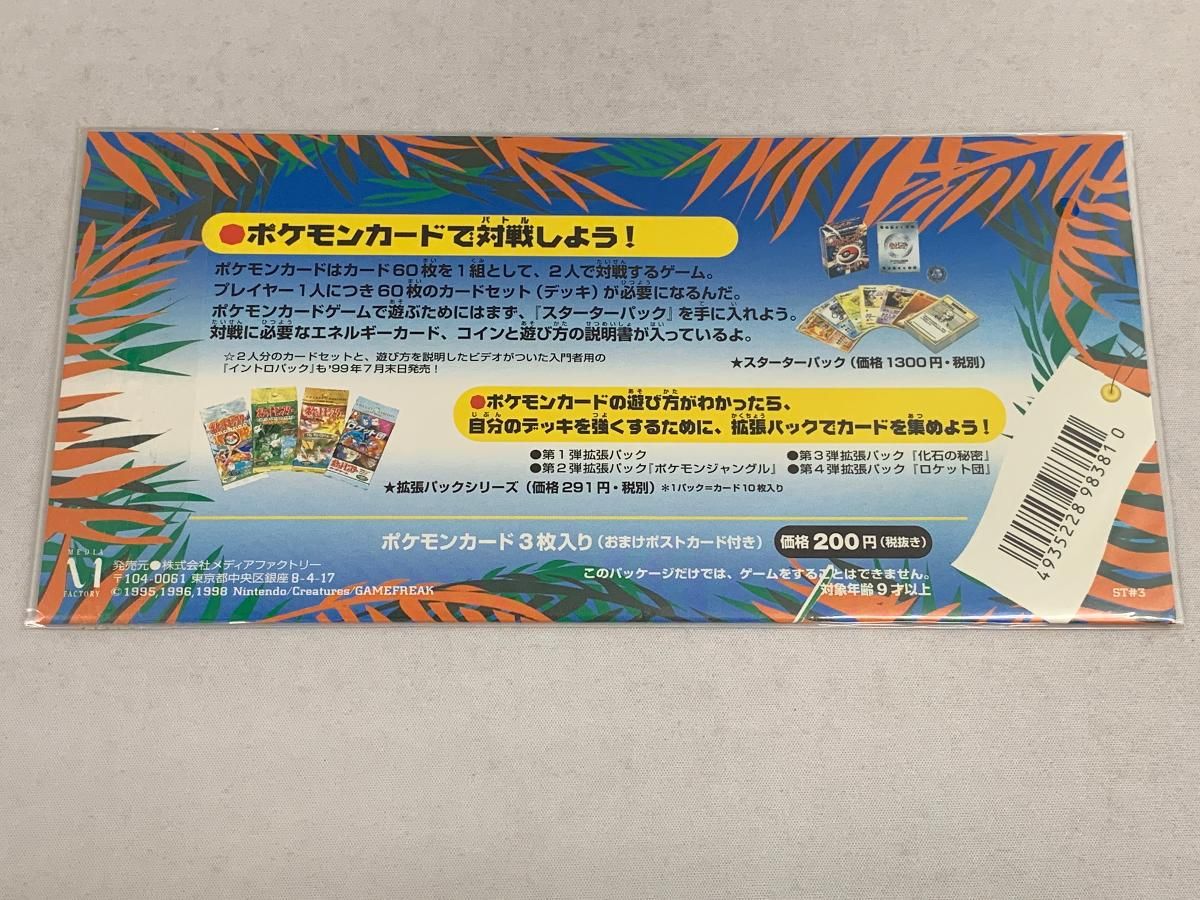 ●ポケモンカードで対戦しよう!
バトル
ポケモンカードはカード60枚を1組として、2人で対戦するゲーム。
プレイヤー1人につき60枚のカードセット(デッキ)が必要になるんだ。
ポケモンカードゲームで遊ぶためにはまず、『スターターパック』を手に入れよう。
対戦に必要なエネルギーカード、コインと遊び方の説明書が入っているよ。
☆2人分のカードセットと、遊び方を説明したビデオがついた入門者用の
『イントロパック』も'99年7月末日発売!
★スターターパック(価格1300円・税別)
●ポケモンカードの遊び方がわかったら、
自分のデッキを強くするために、拡張パックでカードを集めよう!
●第1弾拡張パック
●第2弾拡張パック『ポケモンジャングル』
●第3弾拡張パック『化石の秘密』
●第4弾拡張パック『ロケット団』
★拡張パックシリーズ(価格291円・税別) *1パック=カード10枚入り
ポケモンカード3枚入り(おまけポストカード付き) 価格200円(税抜き)
このパッケージだけでは、ゲームをすることはできません。
対象年齢9才以上
MEDIA
FACTORY
発売元●株式会社メディアファクトリー
〒104-0061 東京都中央区銀座8-4-17
©1995,1996,1998 Nintendo/Creatures/GAMEFREAK
4935228983810
ST#3